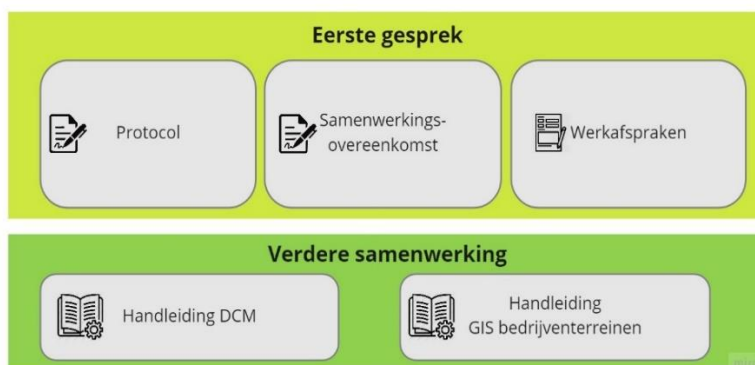 Eerste gesprek
Protocol
Samenwerkings-
overeenkomst
Werkafspraken
Verdere samenwerking
Handleiding DCM
Handleiding
GIS bedrijventerreinen